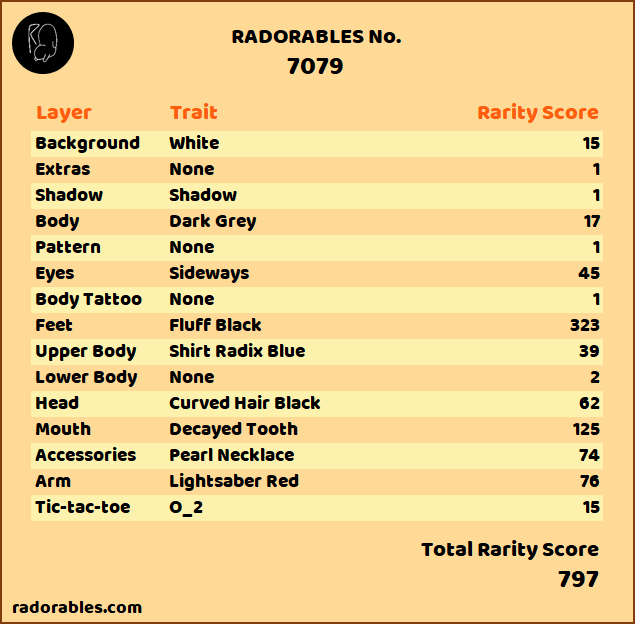 RADORABLES No.
7079
Layer Trait Rarity Score
Background White 15
Extras None 1
Shadow Shadow 1
Body Dark Grey 17
Pattern None 1
Eyes Sideways 45
Body Tattoo None 1
Feet Fluff Black 323
Upper Body Shirt Radix Blue 39
Lower Body None 2
Head Curved Hair Black 62
Mouth Decayed Tooth 125
Accessories Pearl Necklace 74
Arm Lightsaber Red 76
Tic-tac-toe O_2 15
Total Rarity Score
797
radorables.com